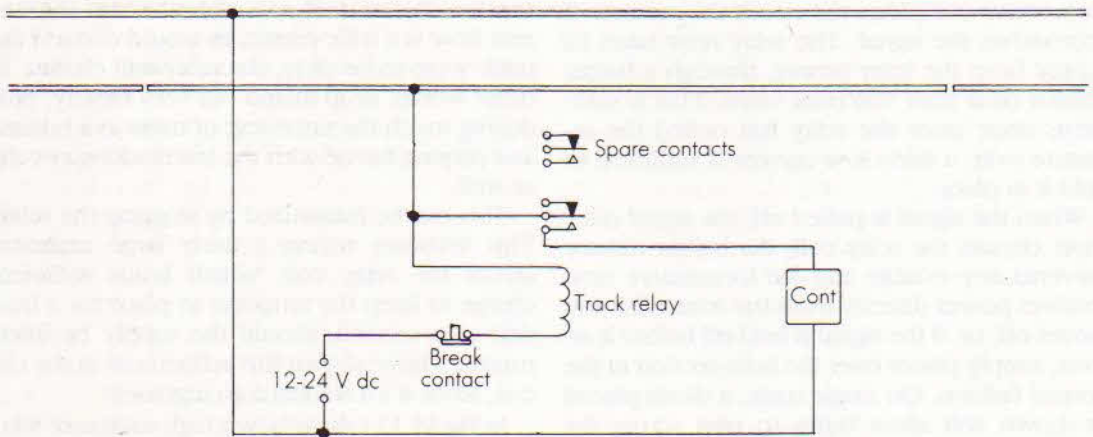 Spare contacts
Track relay
Cont
Break
contact
12-24 V dc